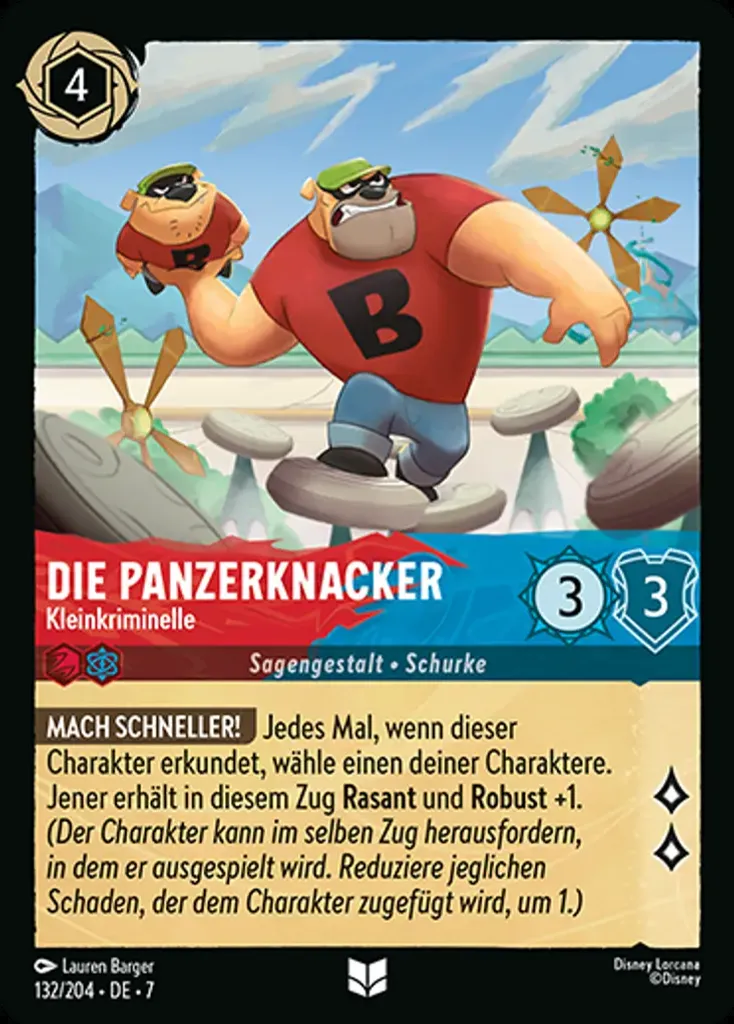 4
B
B
DIE PANZERKNACKER
Kleinkriminelle
3
3
Sagengestalt • Schurke
MACH SCHNELLER! Jedes Mal, wenn dieser
Charakter erkundet, wähle einen deiner Charaktere.
Jener erhält in diesem Zug Rasant und Robust +1.
(Der Charakter kann im selben Zug herausfordern,
in dem er ausgespielt wird. Reduziere jeglichen
Schaden, der dem Charakter zugefügt wird, um 1.)
Lauren Barger
132/204 • DE • 7
Disney Lorcana
©Disney